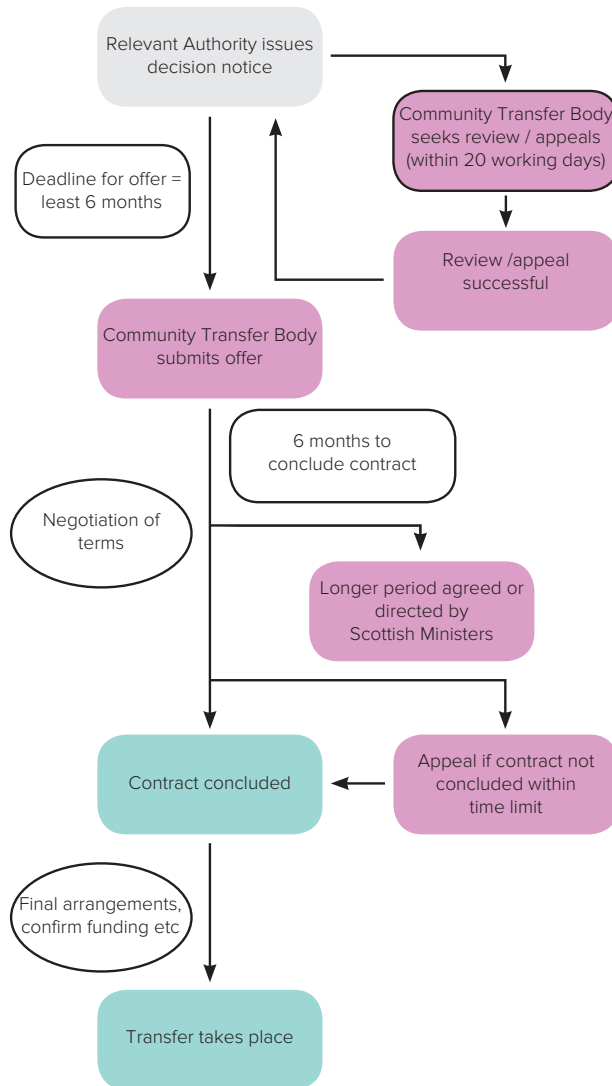 Relevant Authority issues
decision notice
Community Transfer Body
seeks review / appeals
(within 20 working days)
Deadline for offer =
least 6 months
Review /appeal
successful
Community Transfer Body
submits offer
6 months to
conclude contract
Negotiation of
terms
Longer period agreed or
directed by
Scottish Ministers
Contract concluded
Appeal if contract not
concluded within
time limit
Final arrangements,
confirm funding etc
Transfer takes place